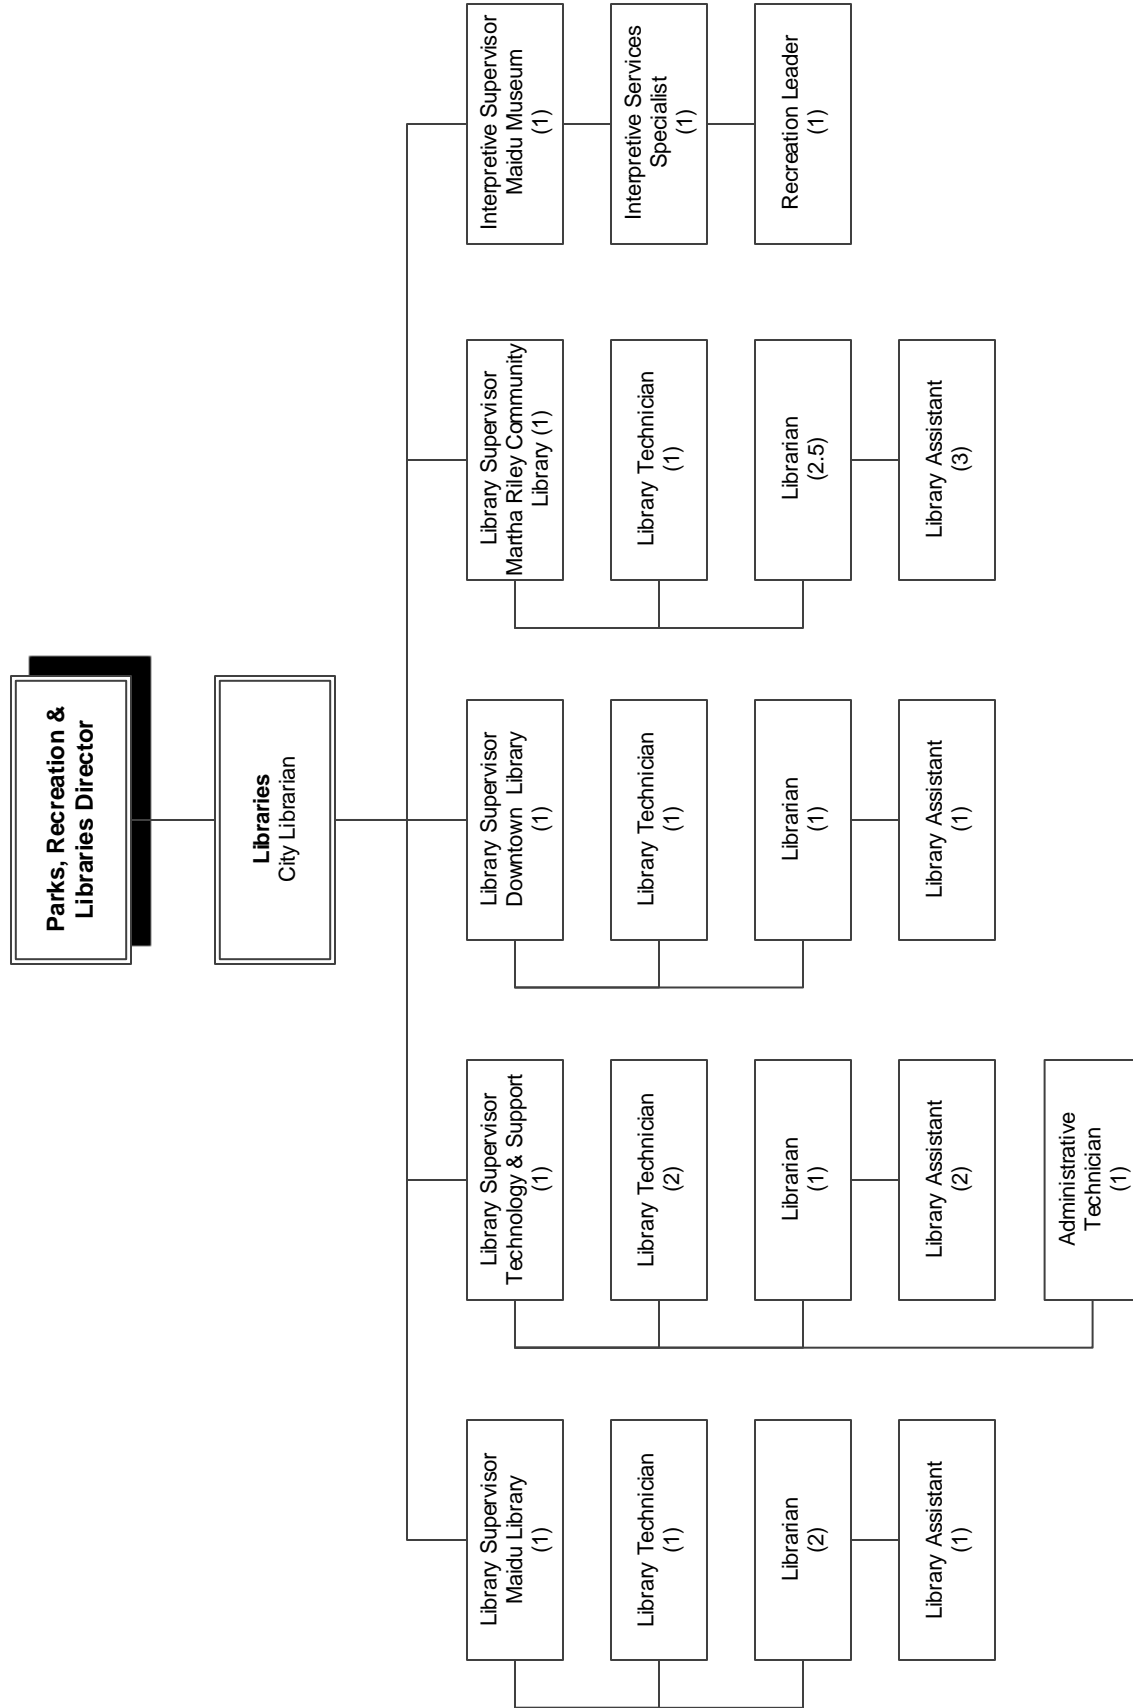 Parks, Recreation &
Libraries Director
Libraries
City Librarian
Library Supervisor
Maidu Library
(1)
Library Technician
(1)
Librarian
(2)
Library Assistant
(1)
Library Supervisor
Technology & Support
(1)
Library Technician
(2)
Librarian
(1)
Library Assistant
(2)
Administrative
Technician
(1)
Library Supervisor
Downtown Library
(1)
Library Technician
(1)
Librarian
(1)
Library Assistant
(1)
Library Supervisor
Martha Riley Community
Library (1)
Library Technician
(1)
Librarian
(2.5)
Library Assistant
(3)
Interpretive Supervisor
Maidu Museum
(1)
Interpretive Services
Specialist
(1)
Recreation Leader
(1)